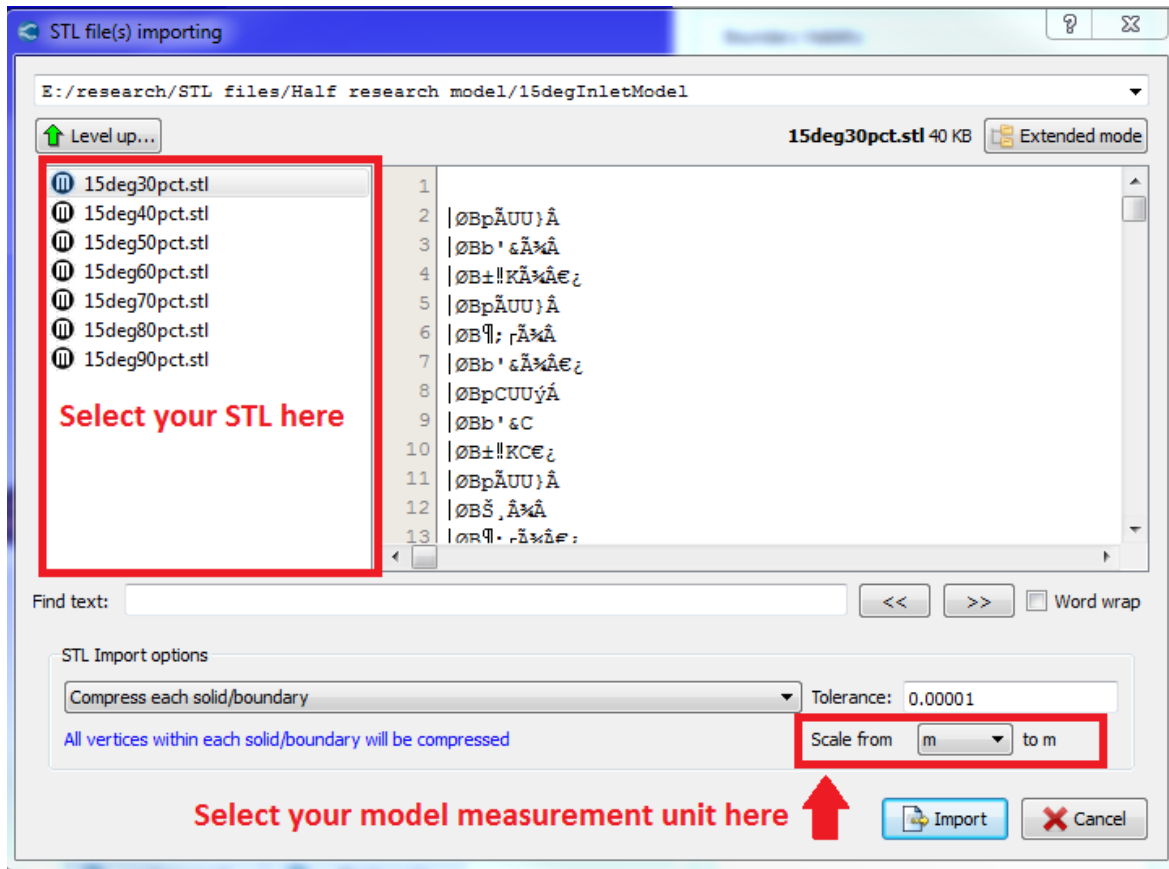 STL file(s) importing
E:/research/STL files/Half research model/15degInletModel
Level up...
15deg30pct.stl 40 KB
Extended mode
15deg30pct.stl
15deg40pct.stl
15deg50pct.stl
15deg60pct.stl
15deg70pct.stl
15deg80pct.stl
15deg90pct.stl
Select your STL here
1
2 |ØBpÃUU}Â
3 |ØBb'&Ã¾Â
4 |ØB±‼KÃ¾Â€¿
5 |ØBpÃUU}Â
6 |ØB¶;┌Ã¾Â
7 |ØBb'&Ã¾Â€¿
8 |ØBpCUUýÁ
9 |ØBb'&C
10 |ØB±‼KC€¿
11 |ØBpÃUU}Â
12 |ØBŠ¸Â¾Â
13
Find text:
<<
>>
Word wrap
STL Import options
Compress each solid/boundary
Tolerance: 0.00001
All vertices within each solid/boundary will be compressed
Scale from m to m
Select your model measurement unit here
Import
Cancel